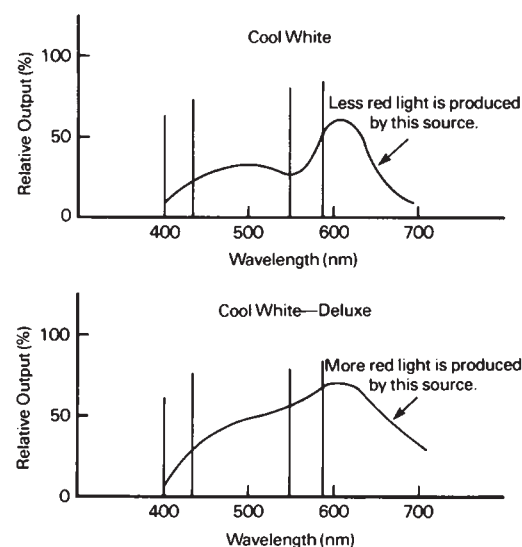 Cool White
100
Less red light is produced
by this source.
50
0
Relative Output (%)
400 500 600 700
Wavelength (nm)
Cool White—Deluxe
100
More red light is produced
by this source.
50
0
Relative Output (%)
400 500 600 700
Wavelength (nm)